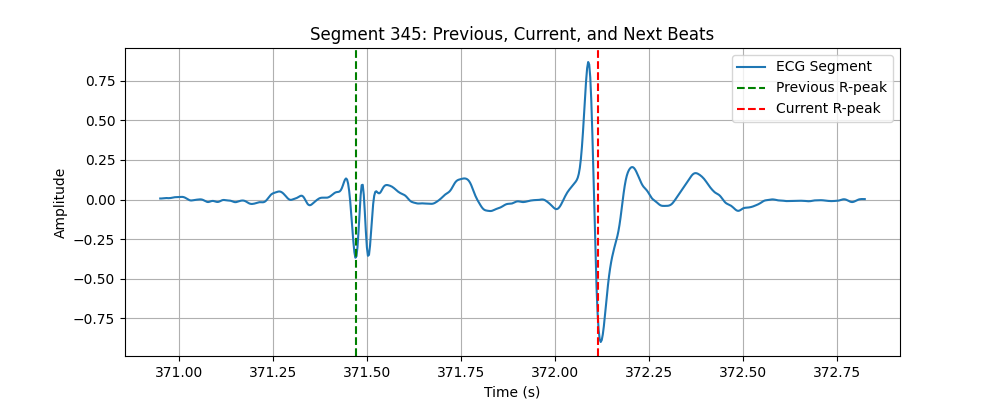 Segment 345: Previous, Current, and Next Beats
ECG Segment
Previous R-peak
Current R-peak
Amplitude
0.75
0.50
0.25
0.00
−0.25
−0.50
−0.75
371.00 371.25 371.50 371.75 372.00 372.25 372.50 372.75
Time (s)